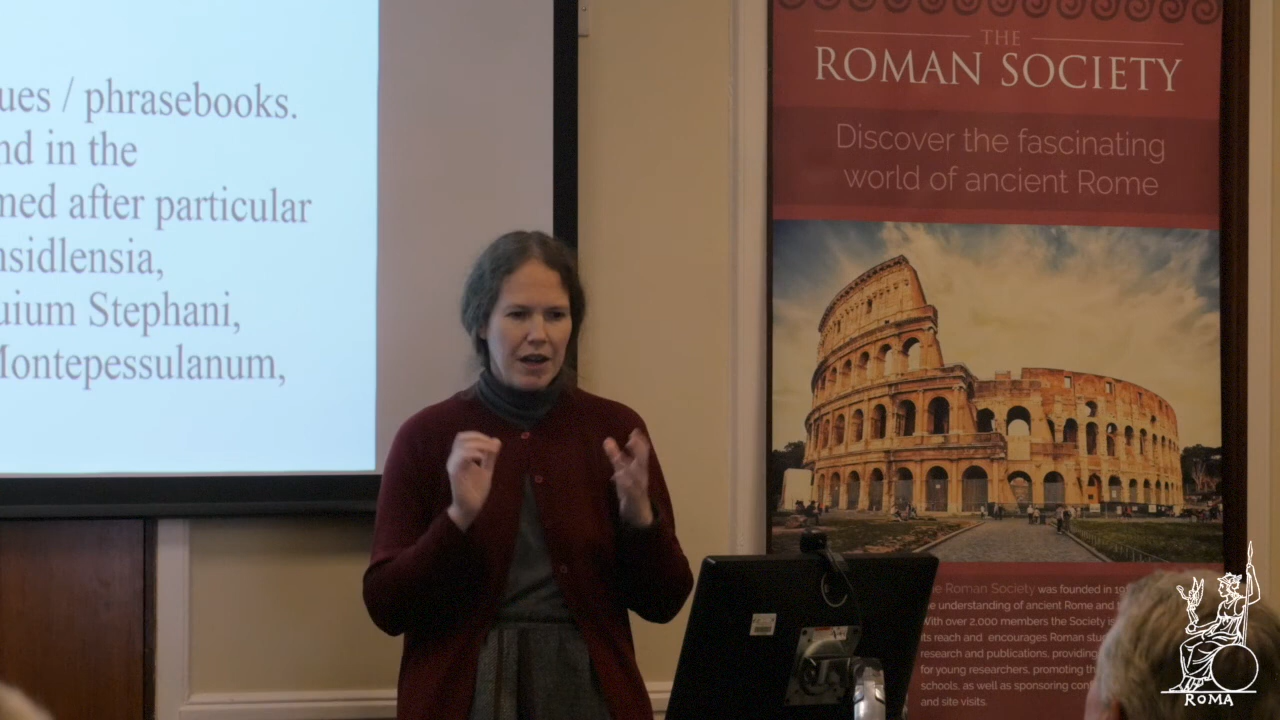 ues / phrasebooks.
nd in the
med after particular
nsidlensia,
uium Stephani,
Montepessulanum,
THE
ROMAN SOCIETY
Discover the fascinating
world of ancient Rome
Roman Society was founded in
understanding of ancient Rome and
With over 2,000 members the Society is
its reach and encourages Roman
research and publications, providing
for young researchers, promoting
schools, as well as sponsoring
and site visits.
ROMA